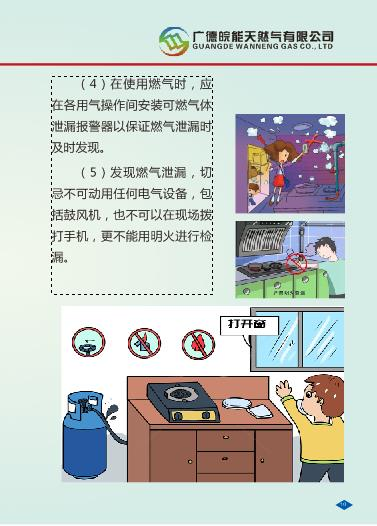 广德皖能天然气有限公司
GUANGDE WANNENG GAS CO., LTD
（4）在使用燃气时，应
在各用气操作间安装可燃气体
泄漏报警器以保证燃气泄漏时
及时发现。
（5）发现燃气泄漏，切
忌不可动用任何电气设备，包
括鼓风机，也不可以在现场拨
打手机，更不能用明火进行检
漏。
打开窗